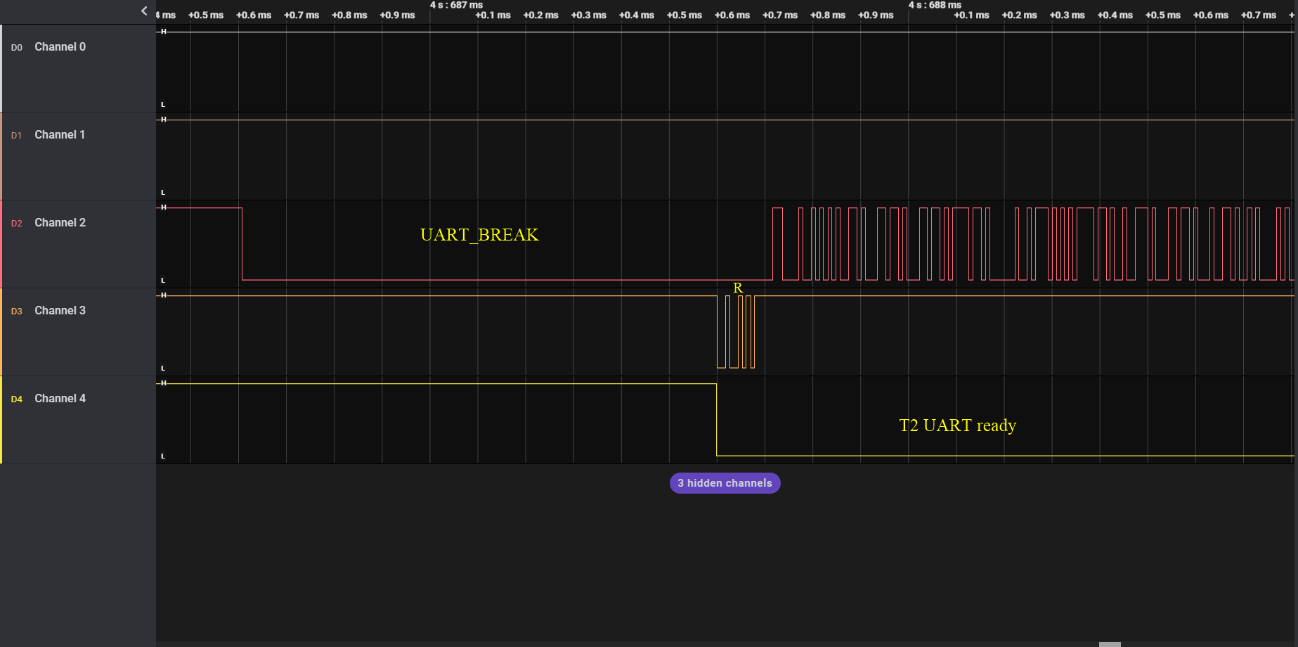 4 s : 687 ms
4 s : 688 ms
4 ms +0.5 ms +0.6 ms +0.7 ms +0.8 ms +0.9 ms +0.1 ms +0.2 ms +0.3 ms +0.4 ms +0.5 ms +0.6 ms +0.7 ms +0.8 ms +0.9 ms +0.1 ms +0.2 ms +0.3 ms +0.4 ms +0.5 ms +0.6 ms +0.7 ms +
D0 Channel 0
H
L
D1 Channel 1
H
L
D2 Channel 2
H
UART_BREAK
L
D3 Channel 3
H
R
L
D4 Channel 4
H
T2 UART ready
L
3 hidden channels